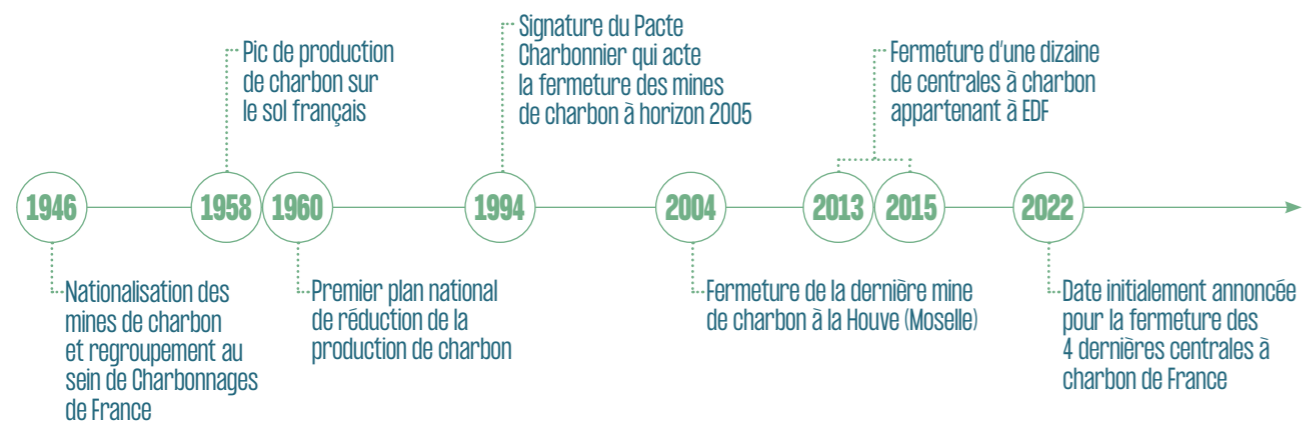 1946
Nationalisation des
mines de charbon
et regroupement au
sein de Charbonnages
de France
Pic de production
de charbon sur
le sol français
1958
1960
Premier plan national
de réduction de la
production de charbon
Signature du Pacte
Charbonnier qui acte
la fermeture des mines
de charbon à horizon 2005
1994
2004
Fermeture de la dernière mine
de charbon à la Houve (Moselle)
Fermeture d'une dizaine
de centrales à charbon
appartenant à EDF
2013
2015
2022
Date initialement annoncée
pour la fermeture des
4 dernières centrales à
charbon de France